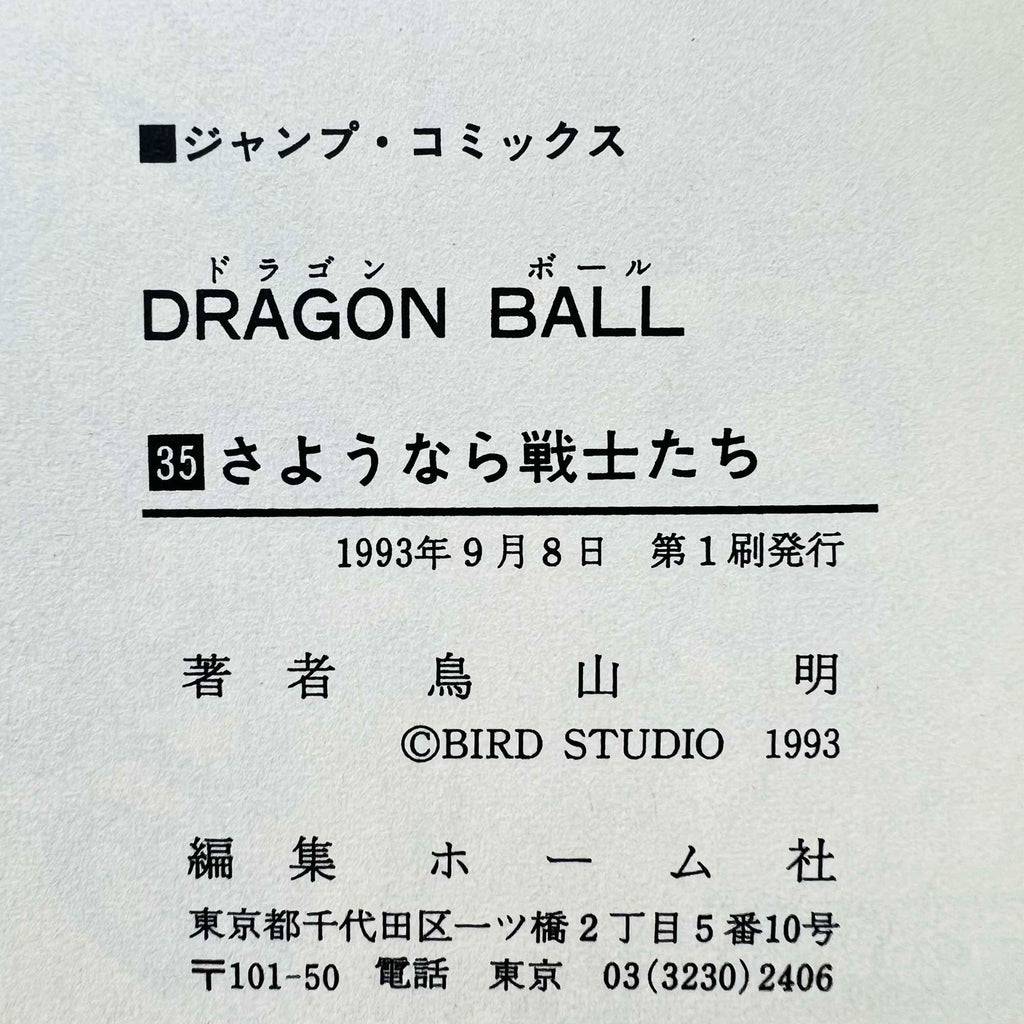 ■ジャンプ・コミックス
ドラゴン ボール
DRAGON BALL
35 さようなら戦士たち
1993年9月8日 第1刷発行
著者 鳥山明
©BIRD STUDIO 1993
編集 ホーム社
東京都千代田区一ツ橋2丁目5番10号
〒101-50 電話 東京 03(3230)2406